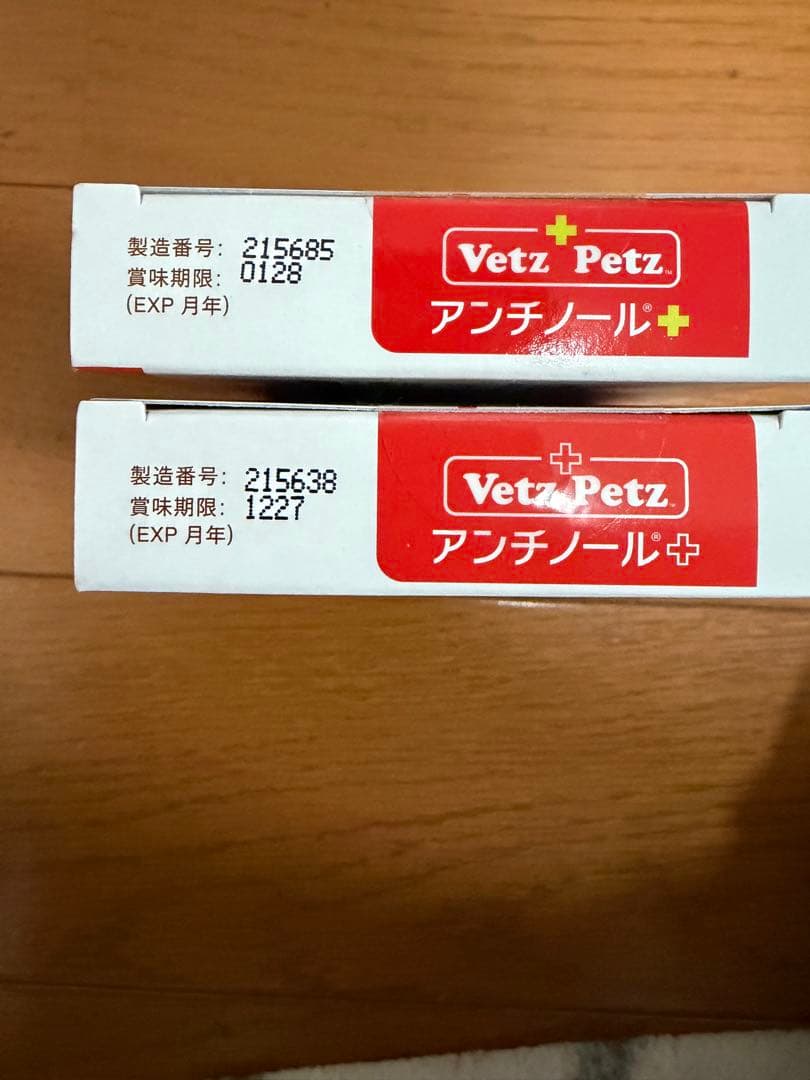 製造番号: 215685
賞味期限: 0128
(EXP 月年)
Vetz Petz™
アンチノール®+
製造番号: 215638
賞味期限: 1227
(EXP 月年)
Vetz Petz™
アンチノール®+